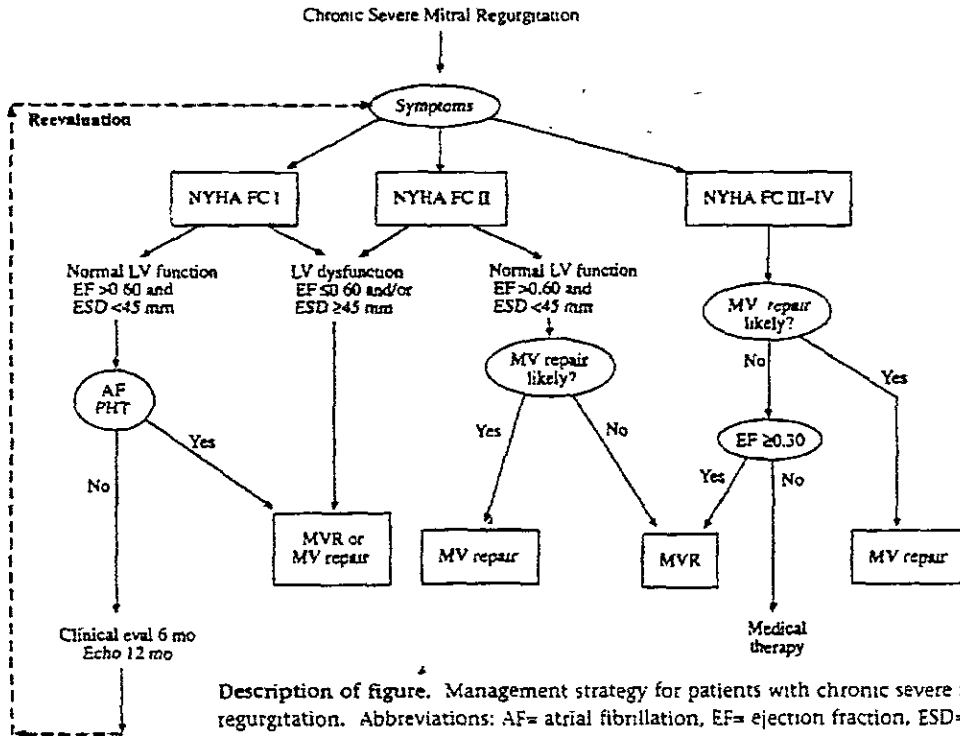 Chronic Severe Mitral Regurgitation
Symptoms
Reevaluation
NYHA FC I
NYHA FC II
NYHA FC III–IV
Normal LV function
EF >0 60 and
ESD <45 mm
LV dysfunction
EF ≤0 60 and/or
ESD ≥45 mm
Normal LV function
EF >0.60 and
ESD <45 mm
MV repair
likely?
AF
PHT
MV repair
likely?
No
Yes
Yes
No
EF ≥0.30
Yes
No
Yes
No
MVR or
MV repair
MV repair
MVR
MV repair
Clinical eval 6 mo
Echo 12 mo
Medical
therapy
Description of figure. Management strategy for patients with chronic severe
regurgitation. Abbreviations: AF= atrial fibrillation, EF= ejection fraction, ESD=